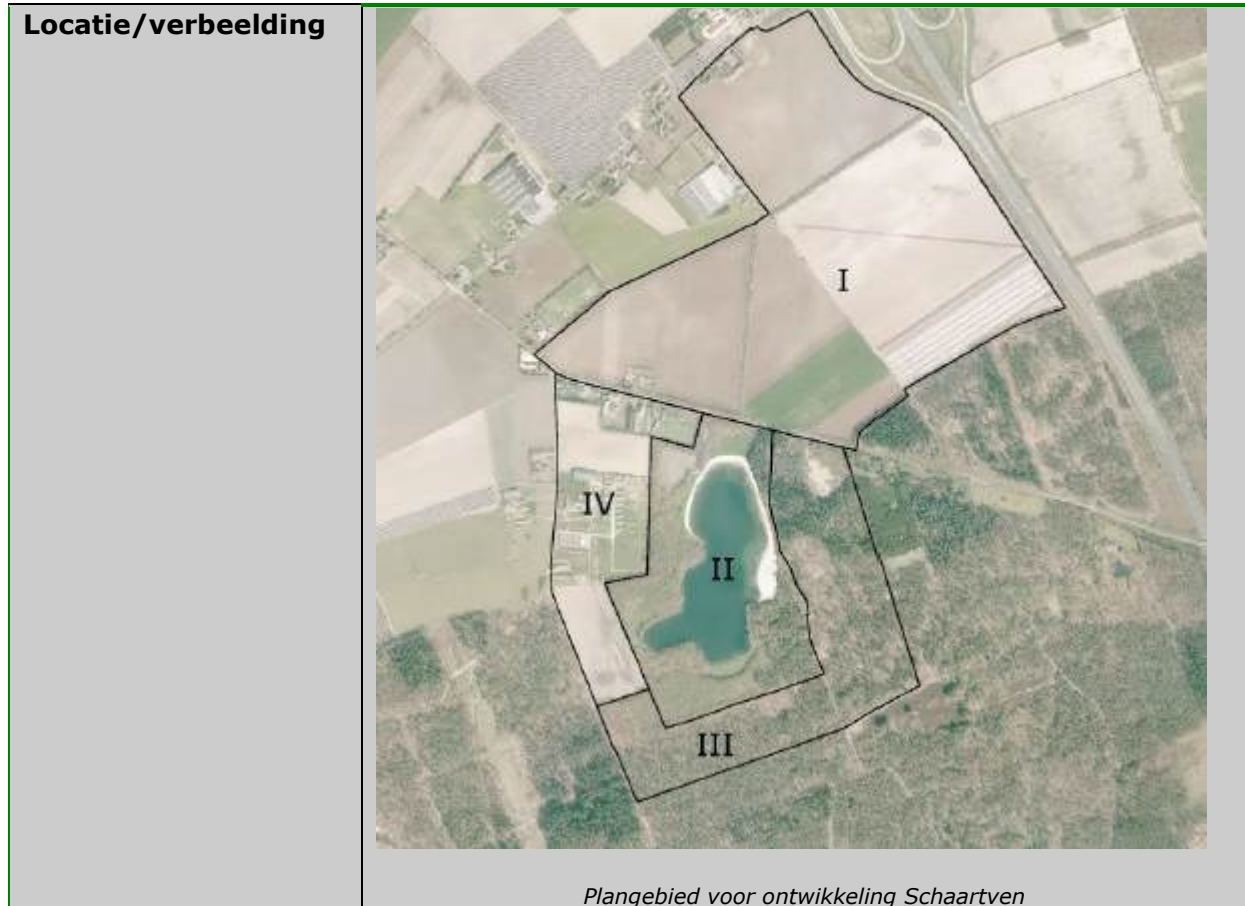 Locatie/verbeelding
I
IV
II
III
Plangebied voor ontwikkeling Schaartven